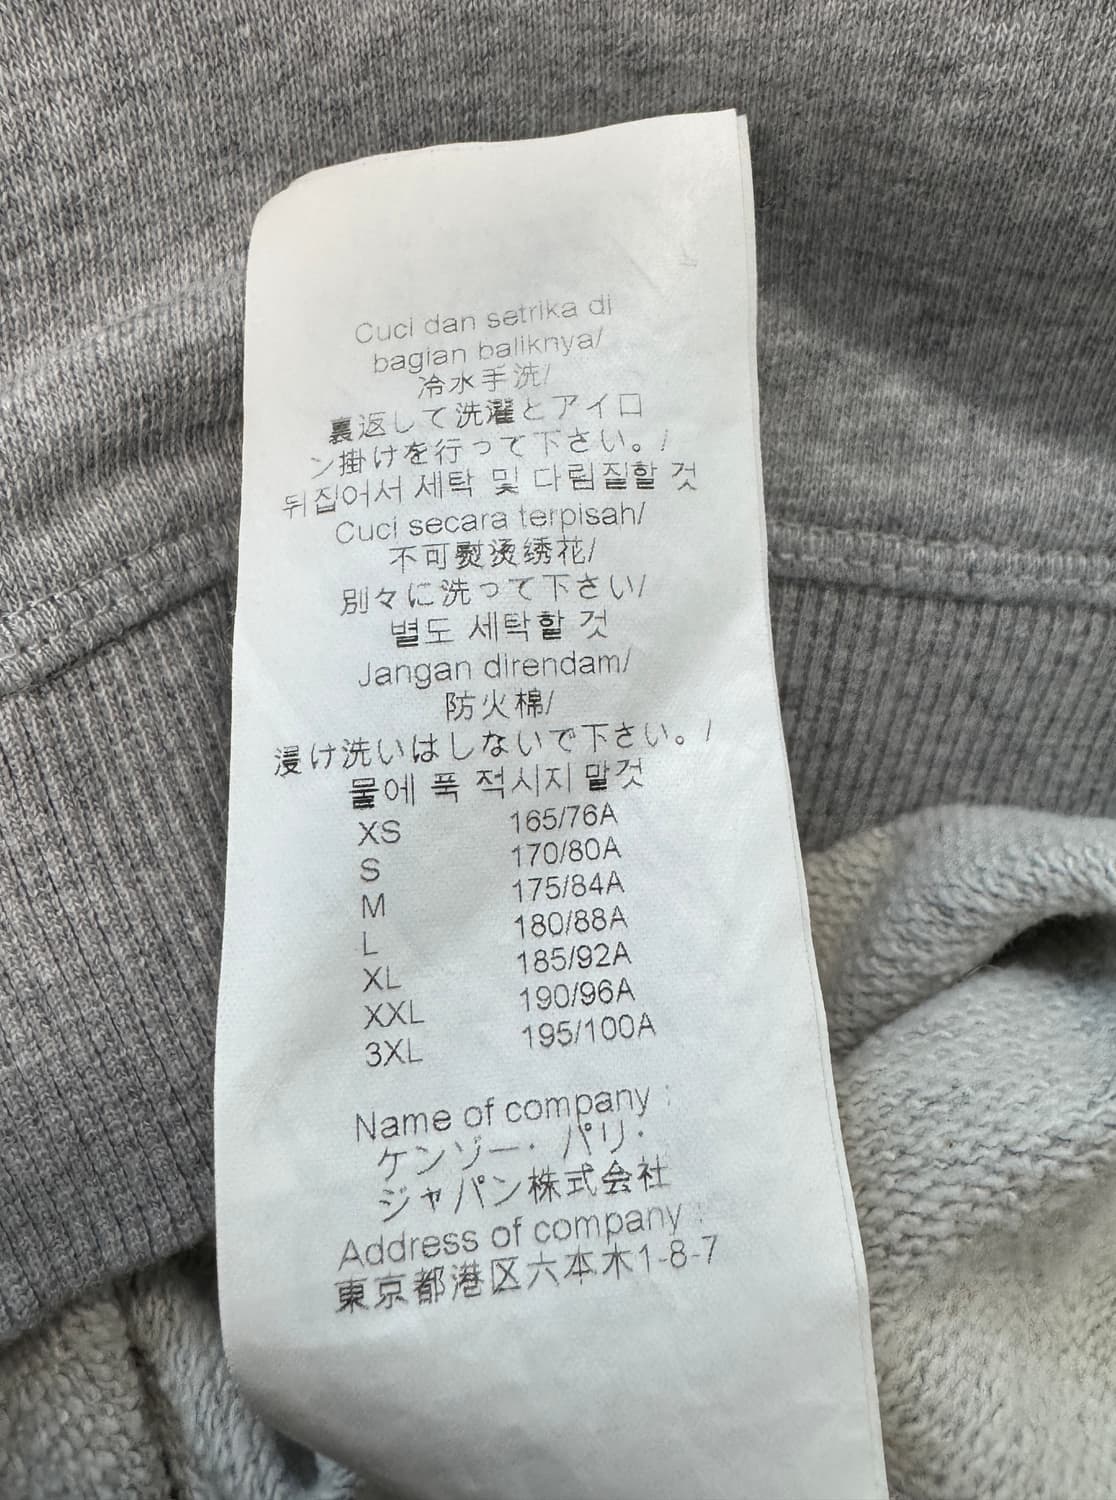 Cuci dan setrika di
bagian baliknya/
冷水手洗/
裏返して洗濯とアイロ
ン掛けを行って下さい。/
뒤집어서 세탁 및 다림질할 것
Cuci secara terpisah/
不可熨烫绣花/
別々に洗って下さい/
별도 세탁할 것
Jangan direndam/
防火棉/
浸け洗いはしないで下さい。/
물에 푹 적시지 말것
XS 165/76A
S 170/80A
M 175/84A
L 180/88A
XL 185/92A
XXL 190/96A
3XL 195/100A
Name of company :
ケンゾー・パリ・
ジャパン株式会社
Address of company :
東京都港区六本木1-8-7